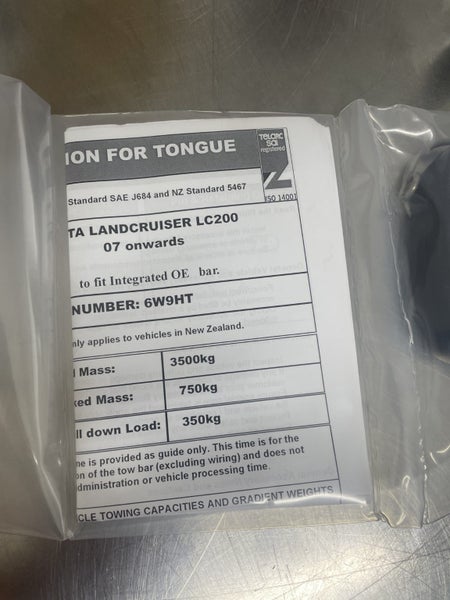 ION FOR TONGUE
TELARC
SAI
registered
ISO 14001
Standard SAE J684 and NZ Standard 5467
TA LANDCRUISER LC200
07 onwards
to fit Integrated OE bar.
NUMBER: 6W9HT
nly applies to vehicles in New Zealand.
Mass: 3500kg
ked Mass: 750kg
ll down Load: 350kg
ne is provided as guide only. This time is for the
on of the tow bar (excluding wiring) and does not
dministration or vehicle processing time.
CLE TOWING CAPACITIES AND GRADIENT WEIGHTS